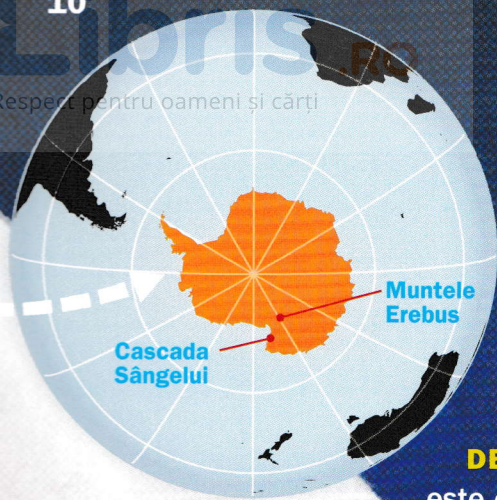 10
Libris
.RO
Respect pentru oameni și cărți
Muntele
Erebus
Cascada
Sângelui
DE
este